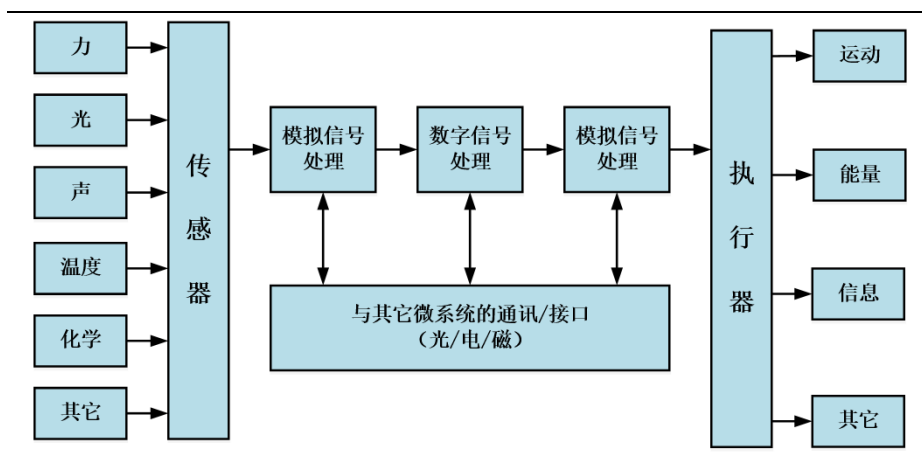 力
光
声
温度
化学
其它
传
感
器
模拟信号
处理
数字信号
处理
模拟信号
处理
与其它微系统的通讯/接口
（光/电/磁）
执
行
器
运动
能量
信息
其它